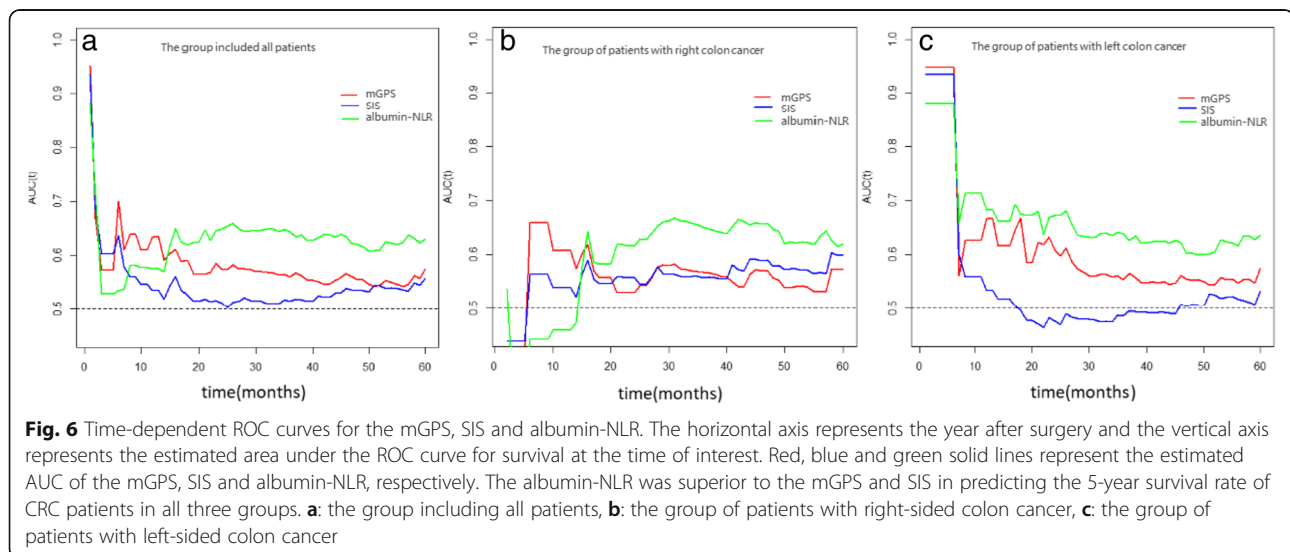 a
The group included all patients
mGPS
SIS
albumin-NLR
AUC(t)
1.0
0.9
0.8
0.7
0.6
0.5
0 10 20 30 40 50 60
time(months)
b
The group of patients with right colon cancer
mGPS
SIS
albumin-NLR
AUC(t)
1.0
0.9
0.8
0.7
0.6
0.5
0 10 20 30 40 50 60
time(months)
c
The group of patients with left colon cancer
mGPS
SIS
albumin-NLR
AUC(t)
1.0
0.9
0.8
0.7
0.6
0.5
0 10 20 30 40 50 60
time(months)
Fig. 6 Time-dependent ROC curves for the mGPS, SIS and albumin-NLR. The horizontal axis represents the year after surgery and the vertical axis
represents the estimated area under the ROC curve for survival at the time of interest. Red, blue and green solid lines represent the estimated
AUC of the mGPS, SIS and albumin-NLR, respectively. The albumin-NLR was superior to the mGPS and SIS in predicting the 5-year survival rate of
CRC patients in all three groups. a: the group including all patients, b: the group of patients with right-sided colon cancer, c: the group of
patients with left-sided colon cancer